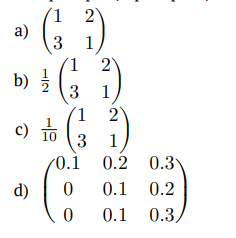 a) (1 2
3 1)
b) 1/2 (1 2
3 1)
c) 1/10 (1 2
3 1)
d) (0.1 0.2 0.3
0 0.1 0.2
0 0.1 0.3)